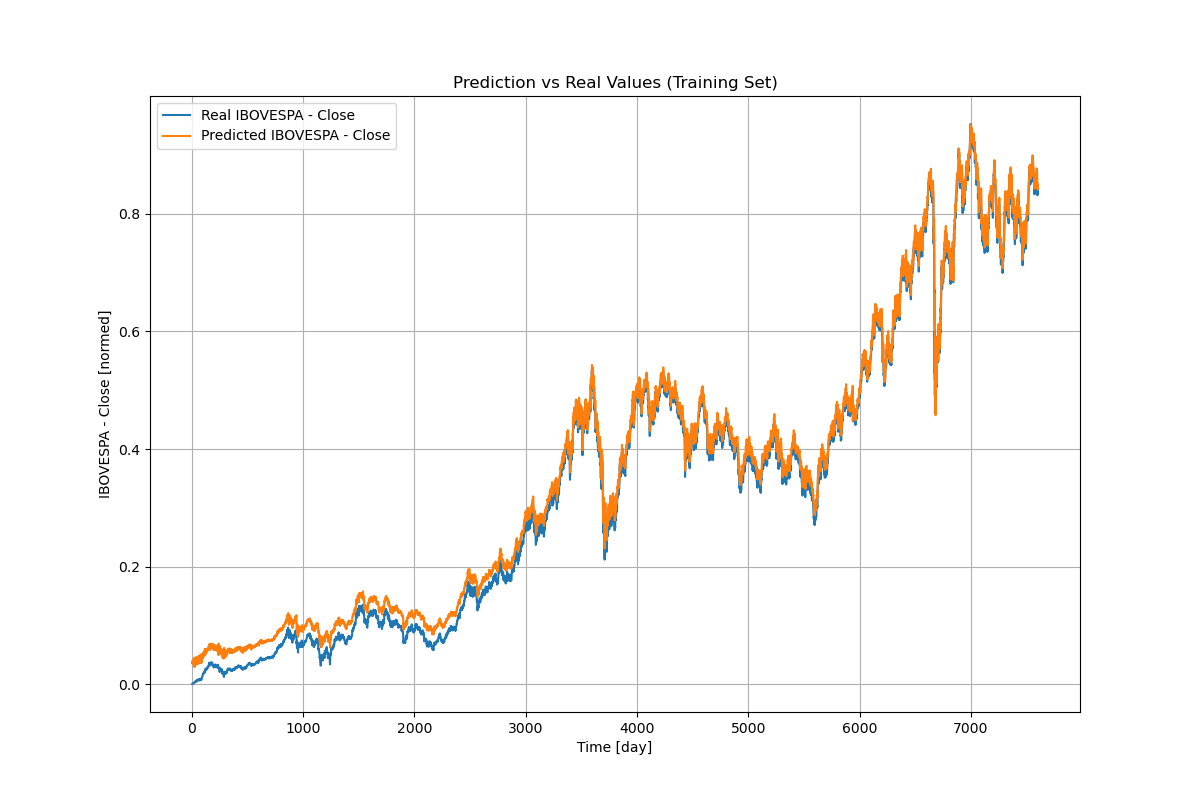 Prediction vs Real Values (Training Set)
Real IBOVESPA - Close
Predicted IBOVESPA - Close
IBOVESPA - Close [normed]
0.8
0.6
0.4
0.2
0.0
0 1000 2000 3000 4000 5000 6000 7000
Time [day]